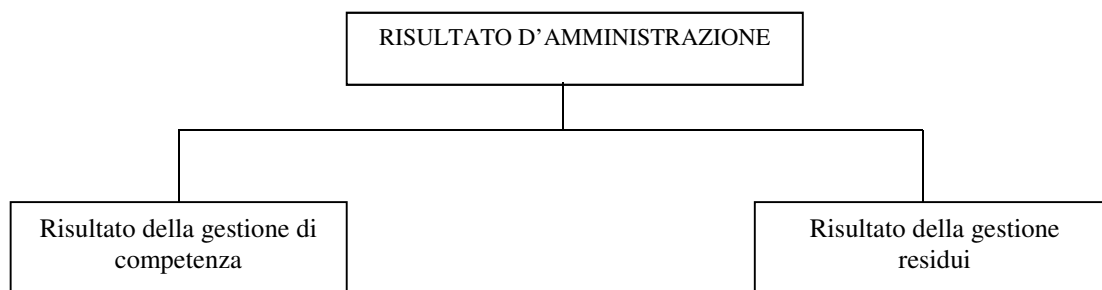 RISULTATO D’AMMINISTRAZIONE
Risultato della gestione di
competenza
Risultato della gestione
residui